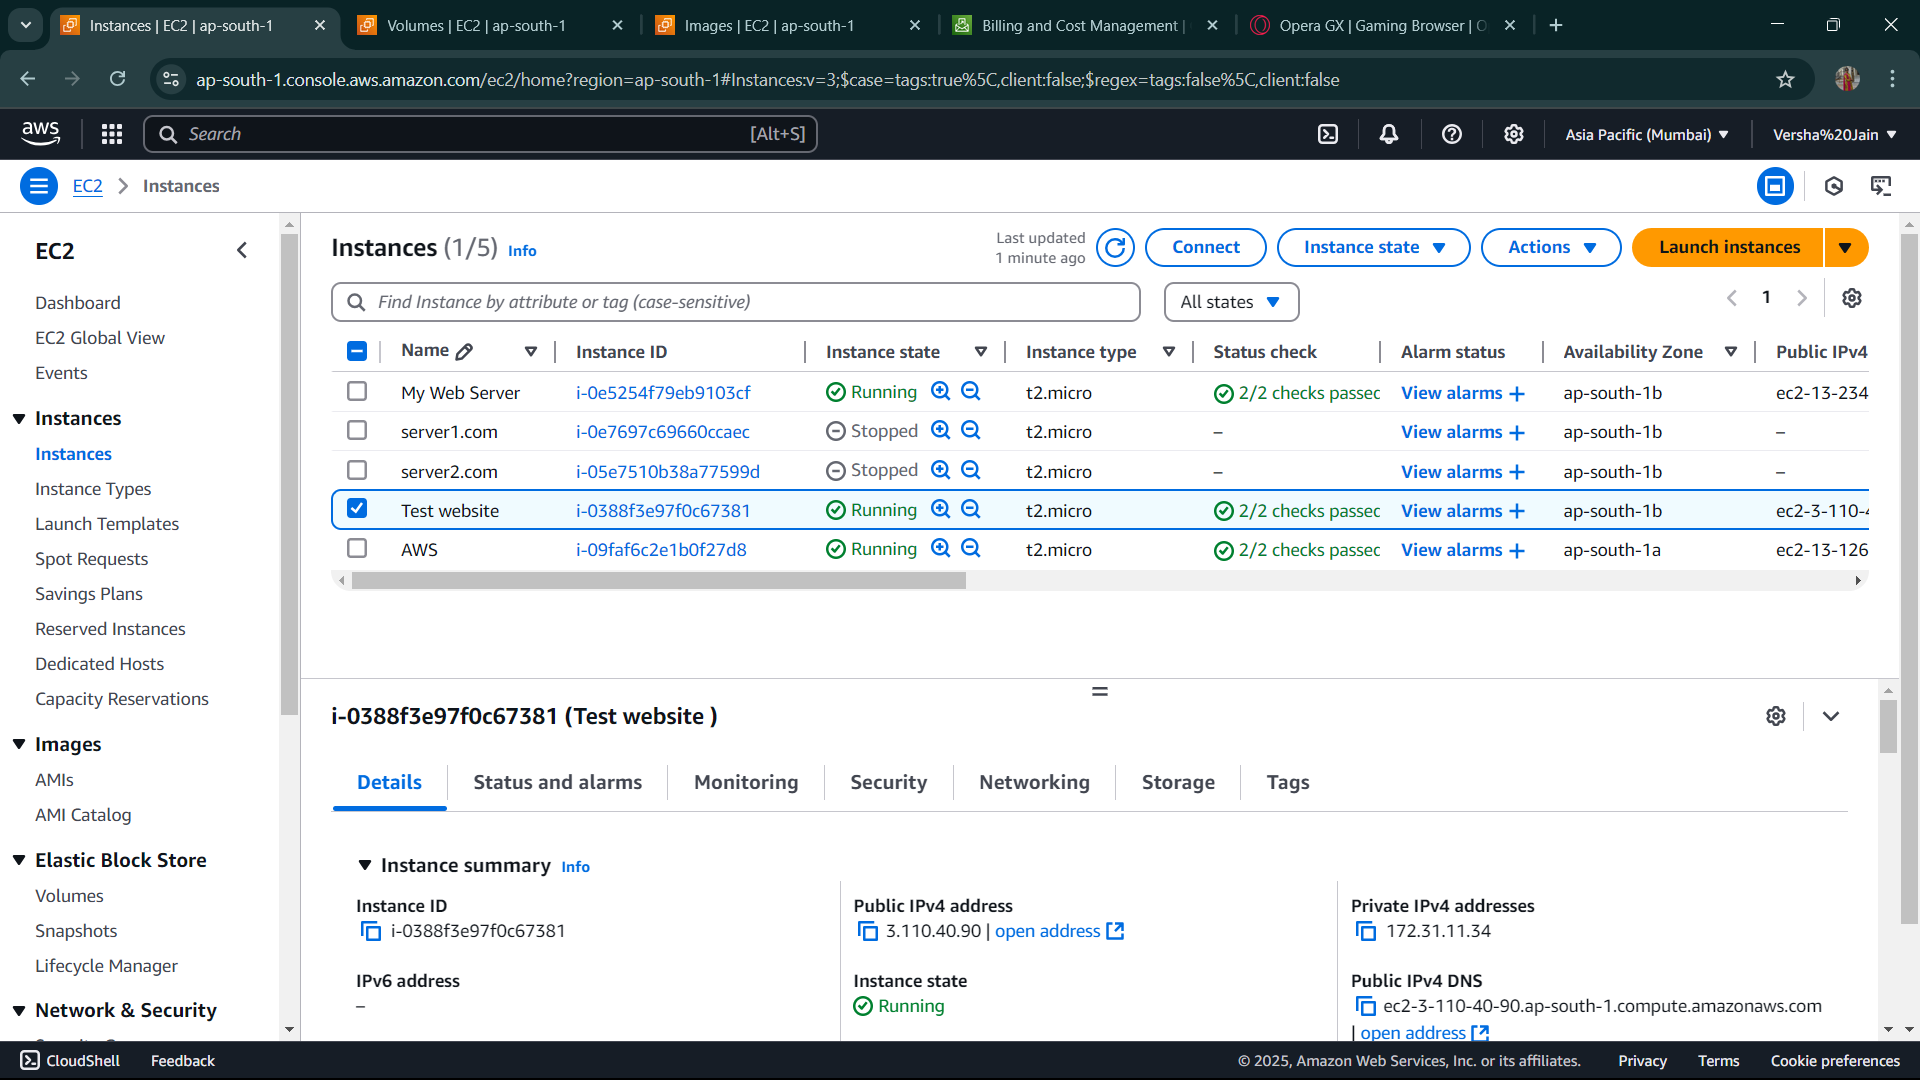 Instances | EC2 | ap-south-1
Volumes | EC2 | ap-south-1
Images | EC2 | ap-south-1
Billing and Cost Management |
Opera GX | Gaming Browser | O
ap-south-1.console.aws.amazon.com/ec2/home?region=ap-south-1#Instances:v=3;$case=tags:true%5C,client:false;$regex=tags:false%5C,client:false
aws
Search
[Alt+S]
Asia Pacific (Mumbai)
Versha%20Jain
EC2
Instances
EC2
Dashboard
EC2 Global View
Events
Instances
Instances
Instance Types
Launch Templates
Spot Requests
Savings Plans
Reserved Instances
Dedicated Hosts
Capacity Reservations
Images
AMIs
AMI Catalog
Elastic Block Store
Volumes
Snapshots
Lifecycle Manager
Network & Security
Instances (1/5) Info
Last updated
1 minute ago
Connect
Instance state
Actions
Launch instances
Find Instance by attribute or tag (case-sensitive)
All states
1
Name Instance ID Instance state Instance type Status check Alarm status Availability Zone Public IPv4
My Web Server i-0e5254f79eb9103cf Running t2.micro 2/2 checks passec View alarms + ap-south-1b ec2-13-234
server1.com i-0e7697c69660ccaec Stopped t2.micro – View alarms + ap-south-1b –
server2.com i-05e7510b38a77599d Stopped t2.micro – View alarms + ap-south-1b –
Test website i-0388f3e97f0c67381 Running t2.micro 2/2 checks passec View alarms + ap-south-1b ec2-3-110-4
AWS i-09faf6c2e1b0f27d8 Running t2.micro 2/2 checks passec View alarms + ap-south-1a ec2-13-126
i-0388f3e97f0c67381 (Test website )
Details
Status and alarms
Monitoring
Security
Networking
Storage
Tags
Instance summary Info
Instance ID
i-0388f3e97f0c67381
Public IPv4 address
3.110.40.90 | open address
Private IPv4 addresses
172.31.11.34
IPv6 address
–
Instance state
Running
Public IPv4 DNS
ec2-3-110-40-90.ap-south-1.compute.amazonaws.com
| open address
CloudShell
Feedback
© 2025, Amazon Web Services, Inc. or its affiliates.
Privacy
Terms
Cookie preferences